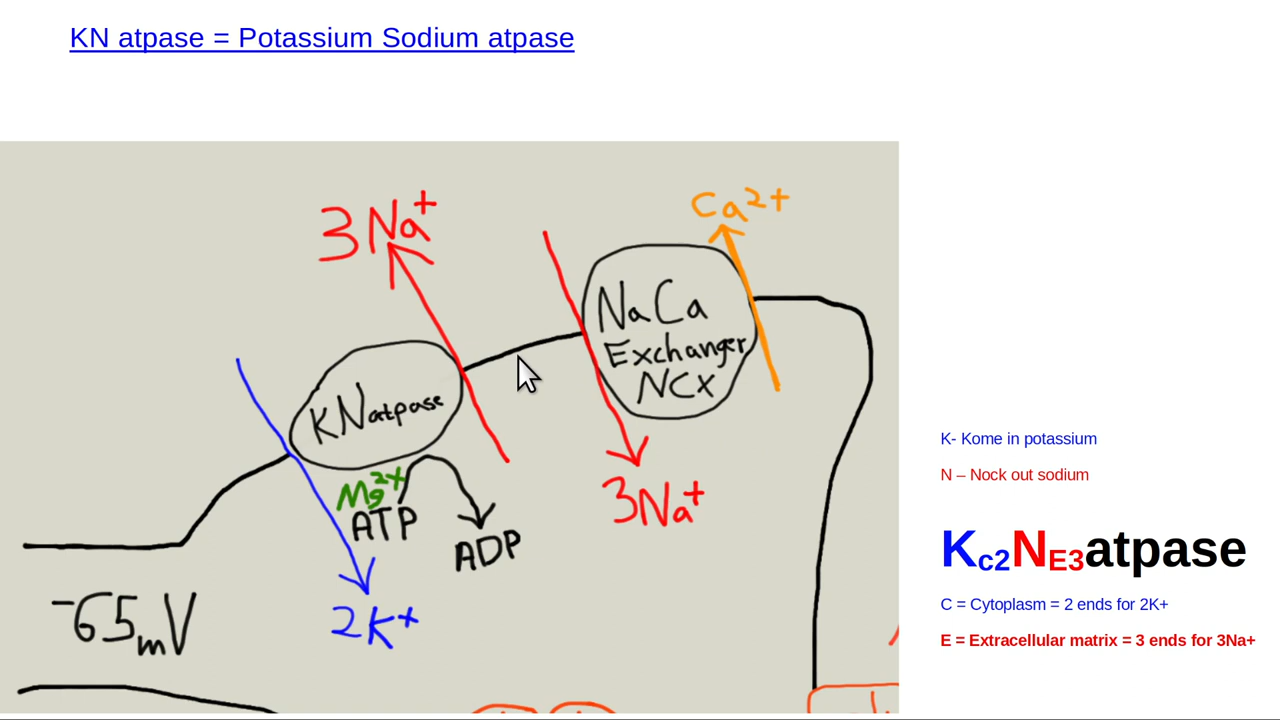 KN atpase = Potassium Sodium atpase
3Na+
Ca2+
NaCa
Exchanger
NCX
KNatpase
Mg2+
ATP
ADP
3Na+
-65mV
2K+
K- Kome in potassium
N – Nock out sodium
Kc2NE3atpase
C = Cytoplasm = 2 ends for 2K+
E = Extracellular matrix = 3 ends for 3Na+